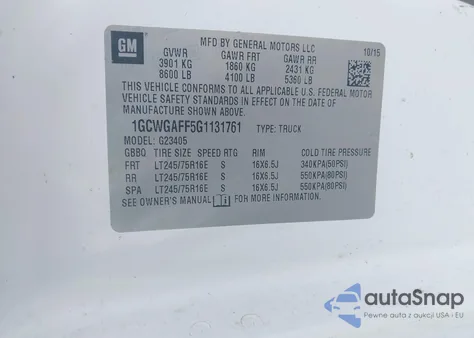 GM
MFD BY GENERAL MOTORS LLC
10/15
GVWR GAWR FRT GAWR RR
3901 KG 1860 KG 2431 KG
8600 LB 4100 LB 5360 LB
THIS VEHICLE CONFORMS TO ALL APPLICABLE U.S. FEDERAL MOTOR
VEHICLE SAFETY STANDARDS IN EFFECT ON THE DATE OF
MANUFACTURE SHOWN ABOVE.
1GCWGAFF5G1131761 TYPE: TRUCK
MODEL: G23405
GBBQ TIRE SIZE SPEED RTG RIM COLD TIRE PRESSURE
FRT LT245/75R16E S 16X6.5J 340KPA(50PSI)
RR LT245/75R16E S 16X6.5J 550KPA(80PSI)
SPA LT245/75R16E S 16X6.5J 550KPA(80PSI)
SEE OWNER'S MANUAL FOR MORE INFORMATION.
autoSnap
Pewne auta z aukcji USA i EU